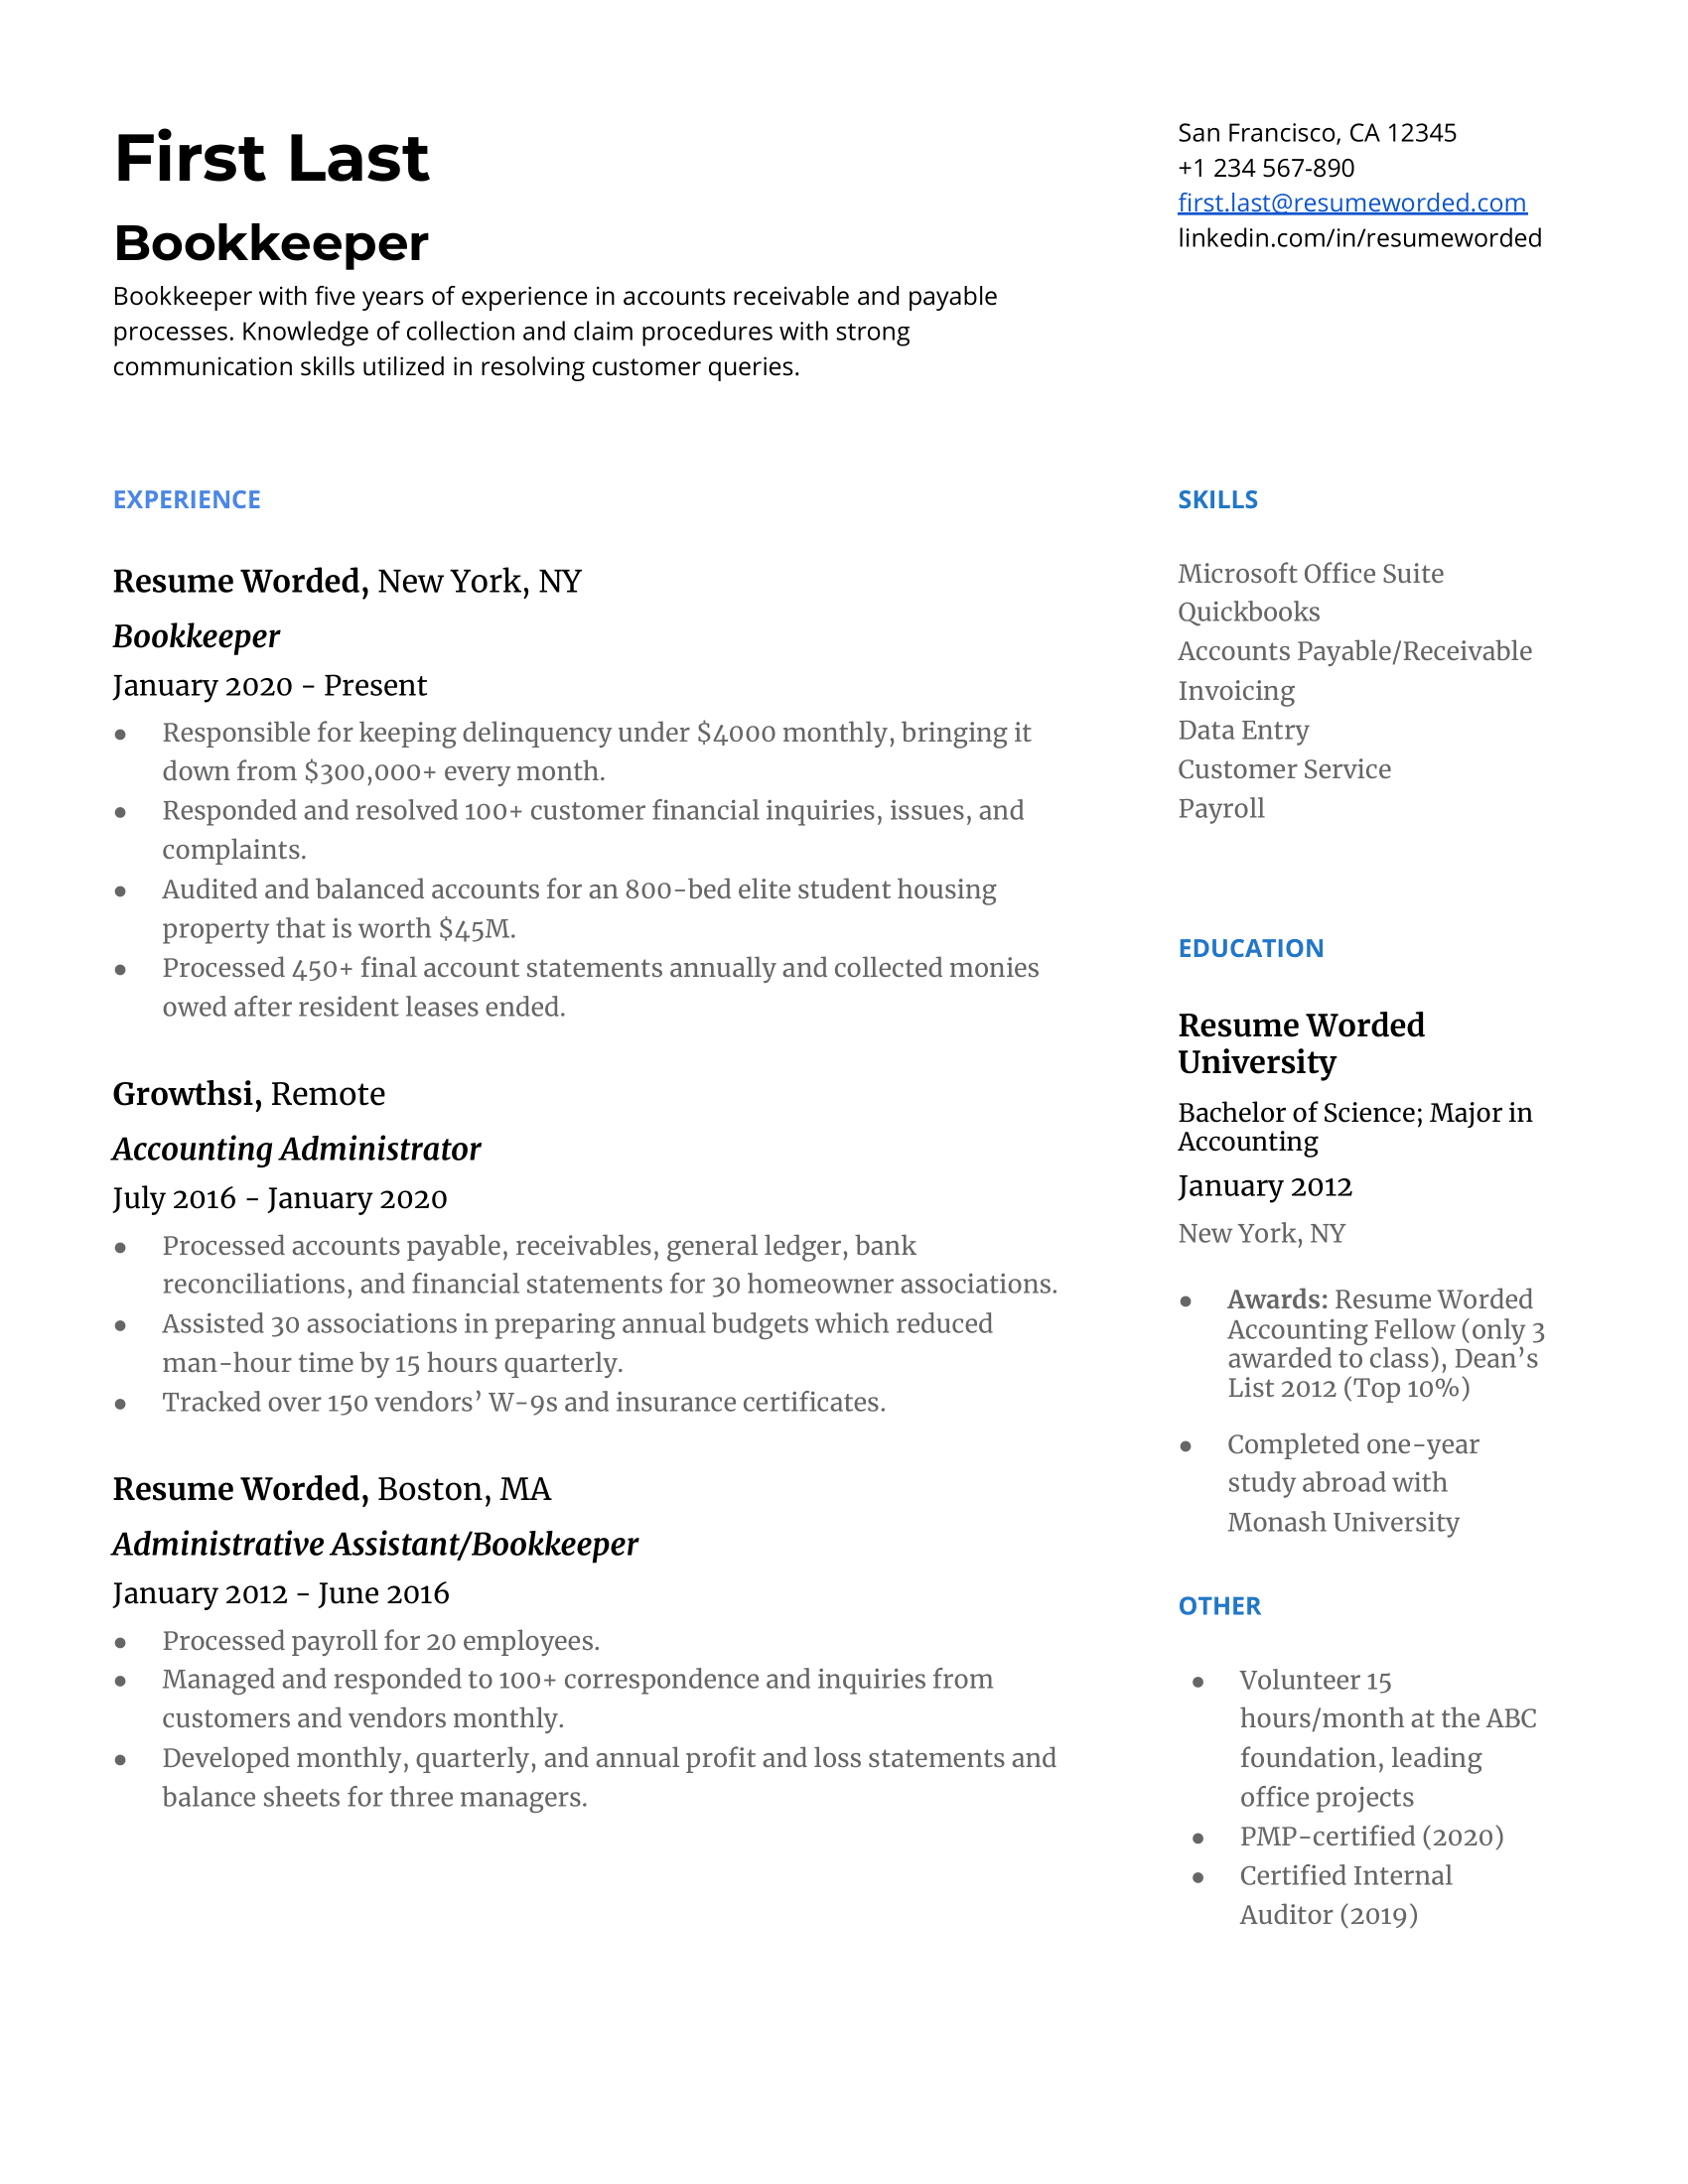 First Last
Bookkeeper
Bookkeeper with five years of experience in accounts receivable and payable
processes. Knowledge of collection and claim procedures with strong
communication skills utilized in resolving customer queries.
San Francisco, CA 12345
+1 234 567-890
first.last@resumeworded.com
linkedin.com/in/resumeworded
EXPERIENCE
Resume Worded, New York, NY
Bookkeeper
January 2020 - Present
● Responsible for keeping delinquency under $4000 monthly, bringing it
down from $300,000+ every month.
● Responded and resolved 100+ customer financial inquiries, issues, and
complaints.
● Audited and balanced accounts for an 800-bed elite student housing
property that is worth $45M.
● Processed 450+ final account statements annually and collected monies
owed after resident leases ended.
Growthsi, Remote
Accounting Administrator
July 2016 - January 2020
● Processed accounts payable, receivables, general ledger, bank
reconciliations, and financial statements for 30 homeowner associations.
● Assisted 30 associations in preparing annual budgets which reduced
man-hour time by 15 hours quarterly.
● Tracked over 150 vendors’ W-9s and insurance certificates.
Resume Worded, Boston, MA
Administrative Assistant/Bookkeeper
January 2012 - June 2016
● Processed payroll for 20 employees.
● Managed and responded to 100+ correspondence and inquiries from
customers and vendors monthly.
● Developed monthly, quarterly, and annual profit and loss statements and
balance sheets for three managers.
SKILLS
Microsoft Office Suite
Quickbooks
Accounts Payable/Receivable
Invoicing
Data Entry
Customer Service
Payroll
EDUCATION
Resume Worded
University
Bachelor of Science; Major in
Accounting
January 2012
New York, NY
● Awards: Resume Worded
Accounting Fellow (only 3
awarded to class), Dean’s
List 2012 (Top 10%)
● Completed one-year
study abroad with
Monash University
OTHER
● Volunteer 15
hours/month at the ABC
foundation, leading
office projects
● PMP-certified (2020)
● Certified Internal
Auditor (2019)